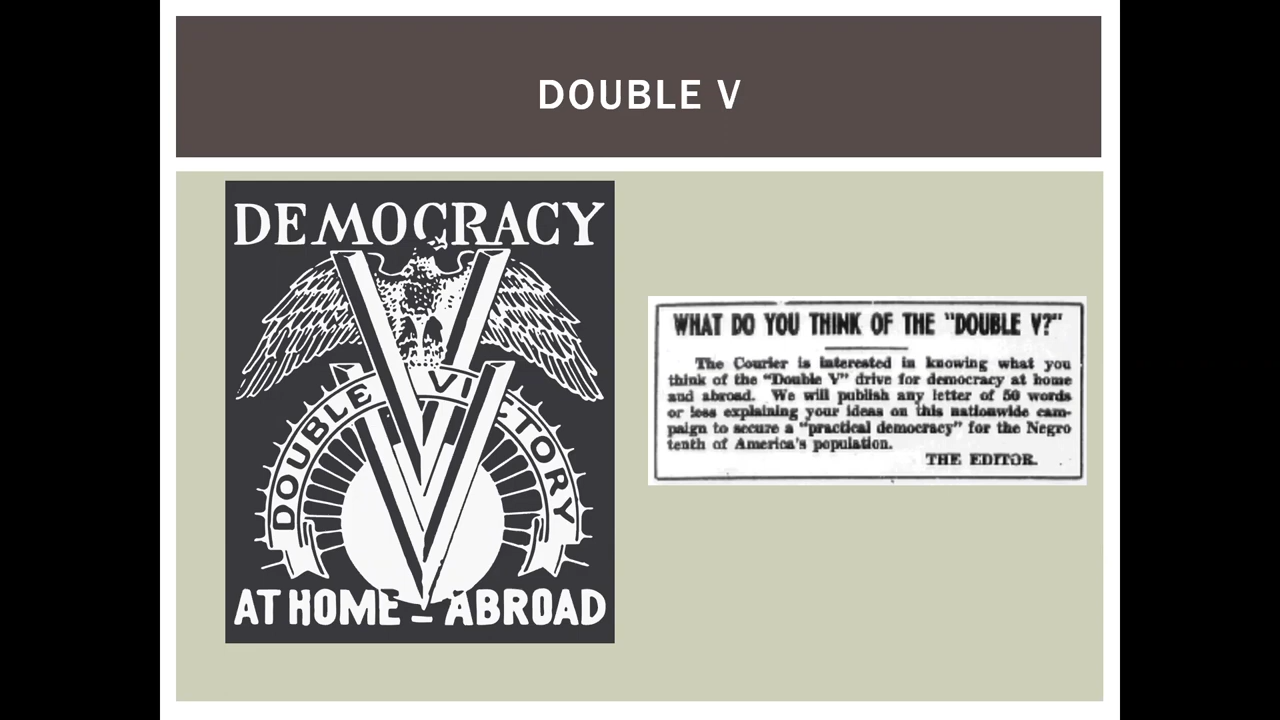 DOUBLE V
DEMOCRACY
DOUBLE VICTORY
AT HOME – ABROAD
WHAT DO YOU THINK OF THE "DOUBLE V?"
The Courier is interested in knowing what you
think of the "Double V" drive for democracy at home
and abroad. We will publish any letter of 50 words
or less explaining your ideas on this nationwide cam-
paign to secure a "practical democracy" for the Negro
tenth of America's population.
THE EDITOR.